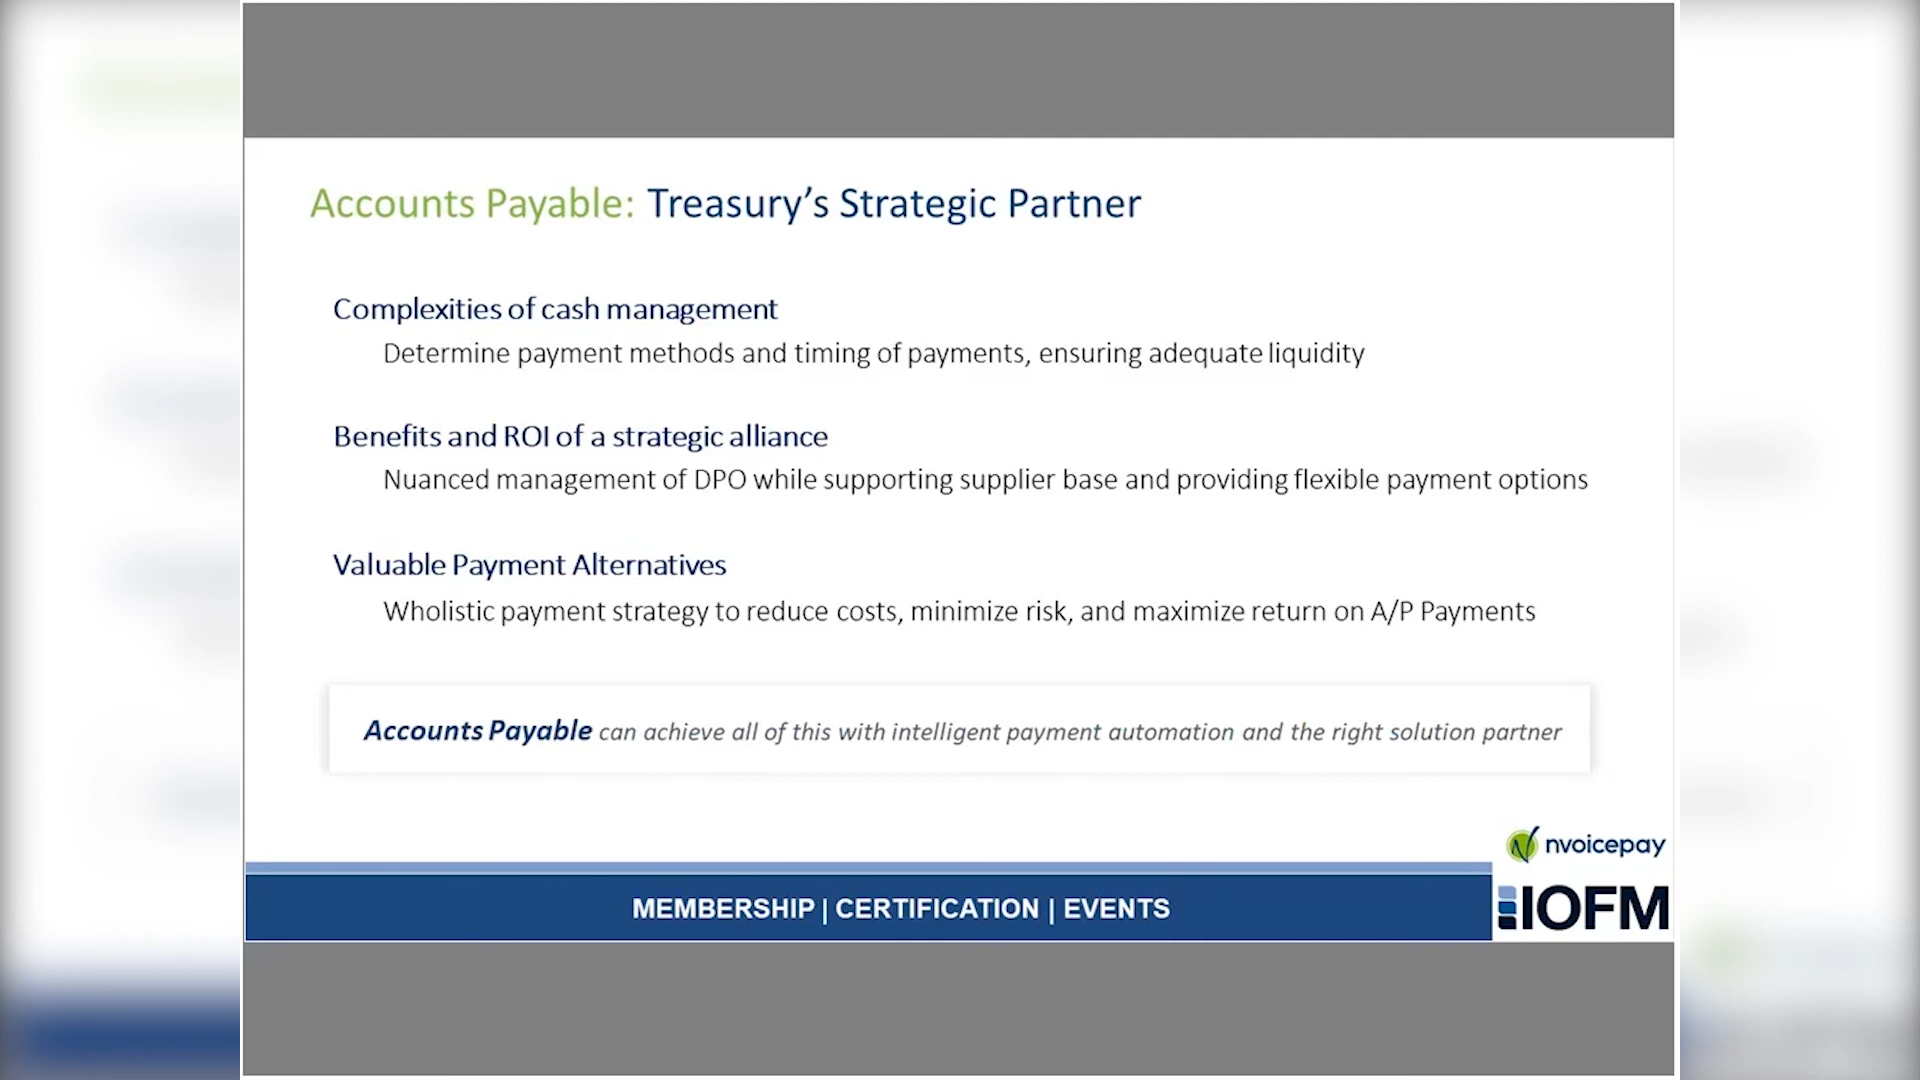 Accounts Payable: Treasury’s Strategic Partner
Complexities of cash management
Determine payment methods and timing of payments, ensuring adequate liquidity
Benefits and ROI of a strategic alliance
Nuanced management of DPO while supporting supplier base and providing flexible payment options
Valuable Payment Alternatives
Wholistic payment strategy to reduce costs, minimize risk, and maximize return on A/P Payments
Accounts Payable can achieve all of this with intelligent payment automation and the right solution partner
nvoicepay
MEMBERSHIP | CERTIFICATION | EVENTS
IOFM